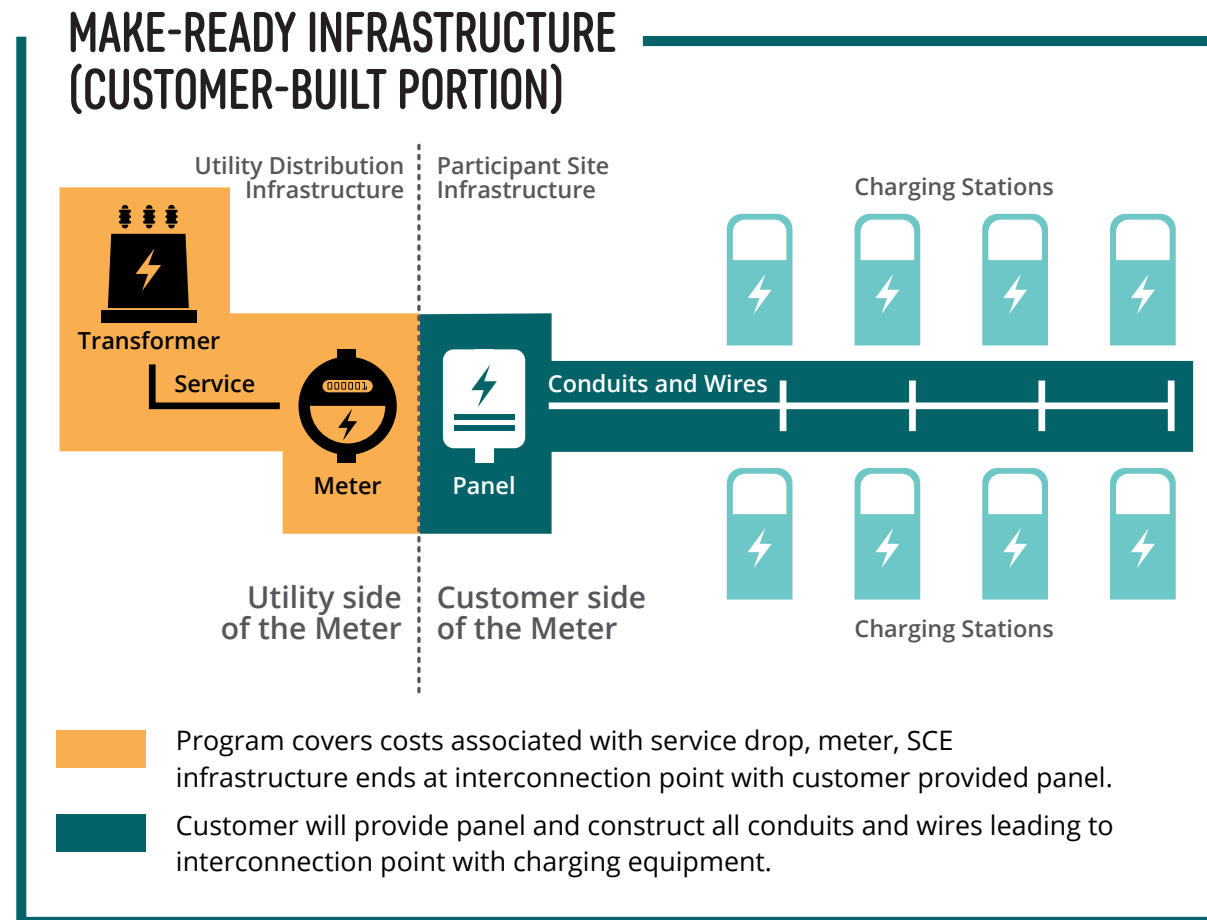 MAKE-READY INFRASTRUCTURE
(CUSTOMER-BUILT PORTION)
Utility Distribution
Infrastructure
Participant Site
Infrastructure
Charging Stations
Transformer
Service
000001
Meter
Panel
Conduits and Wires
Utility side
of the Meter
Customer side
of the Meter
Charging Stations
Program covers costs associated with service drop, meter, SCE
infrastructure ends at interconnection point with customer provided panel.
Customer will provide panel and construct all conduits and wires leading to
interconnection point with charging equipment.